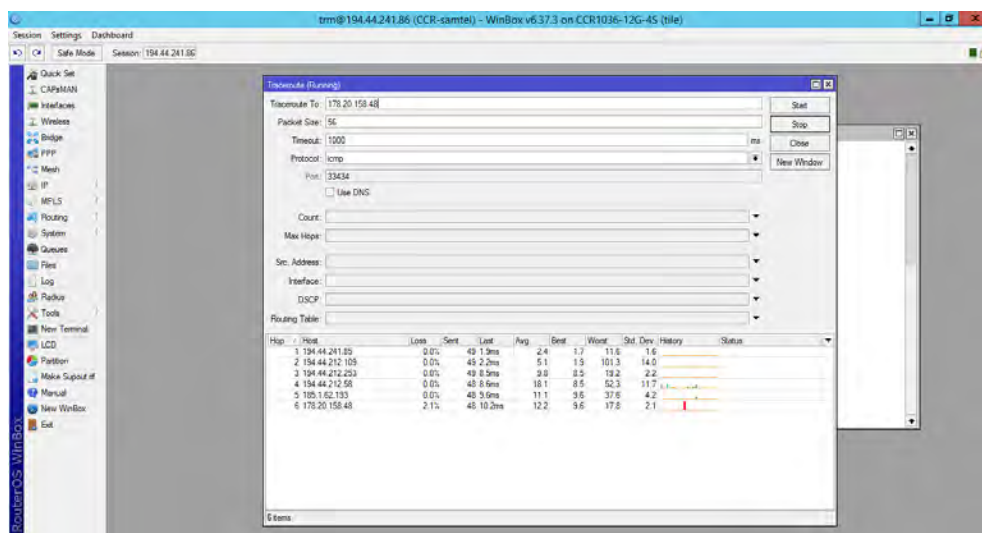 trm@194.44.241.86 (CCR-samtel) - WinBox v6.37.3 on CCR1036-12G-4S (tile)
Session Settings Dashboard
Safe Mode Session: 194.44.241.86
Quick Set
CAPsMAN
Interfaces
Wireless
Bridge
PPP
Mesh
IP
MPLS
Routing
System
Queues
Files
Log
Radius
Tools
New Terminal
LCD
Partition
Make Supout.rif
Manual
New WinBox
Exit
RouterOS WinBox
Traceroute (Running)
Traceroute To: 178.20.158.48
Packet Size: 56
Timeout: 1000 ms
Protocol: icmp
Port: 33434
Use DNS
Count:
Max Hops:
Src. Address:
Interface:
DSCP:
Routing Table:
Start
Stop
Close
New Window
Hop / Host Loss Sent Last Avg. Best Worst Std. Dev. History Status
1 194.44.241.85 0.0% 49 1.9ms 2.4 1.7 11.6 1.6
2 194.44.212.109 0.0% 49 2.2ms 5.1 1.9 101.3 14.0
3 194.44.212.253 0.0% 49 8.5ms 9.8 8.5 19.2 2.2
4 194.44.212.58 0.0% 48 8.6ms 18.1 8.5 52.3 11.7
5 185.1.62.193 0.0% 48 9.6ms 11.1 9.6 37.6 4.2
6 178.20.158.48 2.1% 48 10.2ms 12.2 9.6 17.8 2.1
6 items